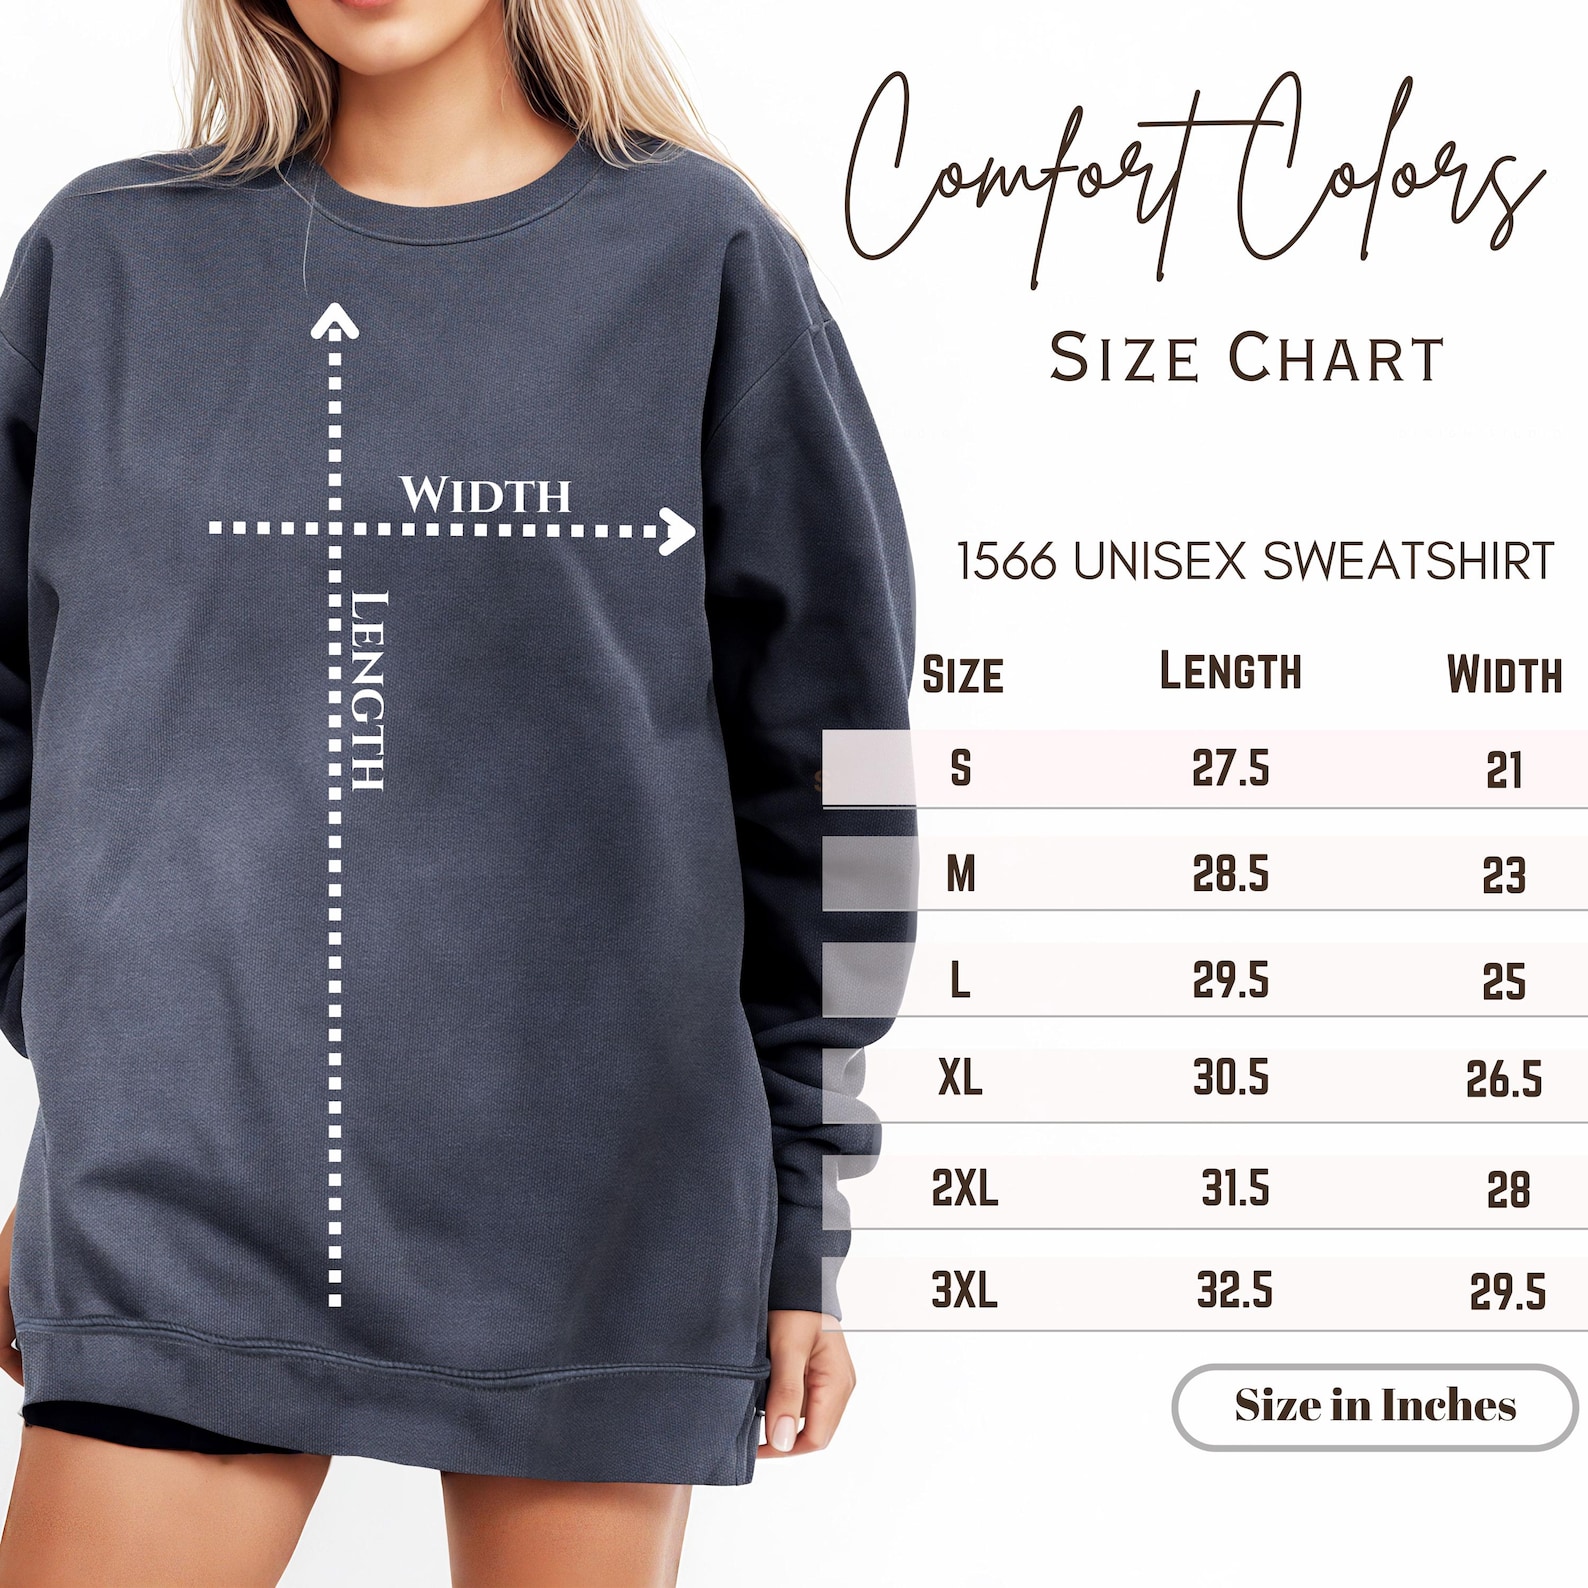 Comfort Colors
Size Chart
Width
Length
1566 UNISEX SWEATSHIRT
Size Length Width
S 27.5 21
M 28.5 23
L 29.5 25
XL 30.5 26.5
2XL 31.5 28
3XL 32.5 29.5
Size in Inches